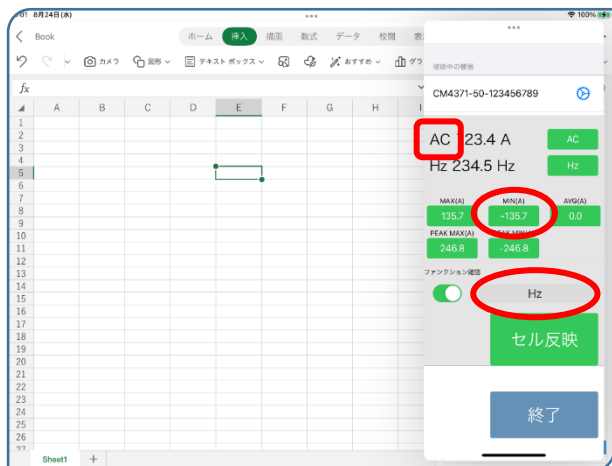 8月24日(水)
100%
Book
ホーム 挿入 描画 数式 データ 校閲 表
カメラ 図形 テキスト ボックス おすすめ グラ
fx
A B C D E F G H I
1
2
3
4
5
6
7
8
9
10
11
12
13
14
15
16
17
18
19
20
21
22
23
24
25
26
27
Sheet1 +
接続中の機器
CM4371-50-123456789
AC 123.4 A AC
Hz 234.5 Hz Hz
MAX(A) MIN(A) AVG(A)
135.7 -135.7 0.0
PEAK MAX(A)
246.8 -246.8
ファンクション確認
Hz
セル反映
終了